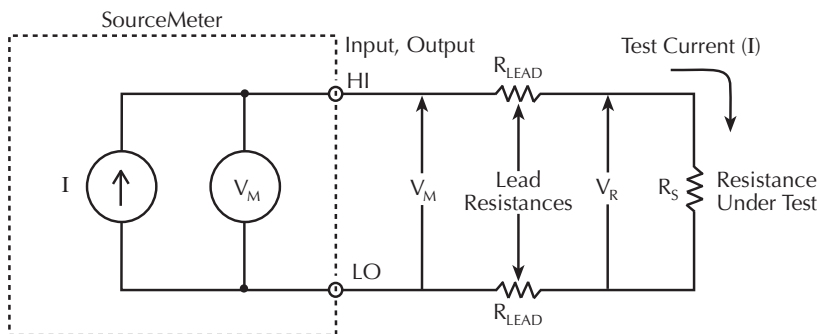 SourceMeter
Input, Output
Test Current (I)
HI
R_LEAD
I
V_M
V_M
Lead
Resistances
V_R
R_S
Resistance
Under Test
LO
R_LEAD